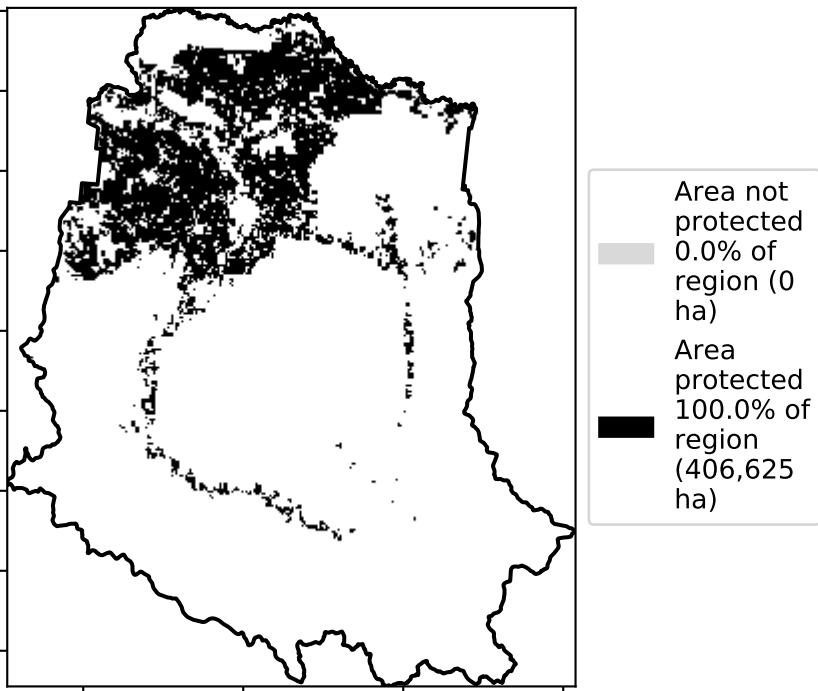 Area not
protected
0.0% of
region (0
ha)
Area
protected
100.0% of
region
(406,625
ha)